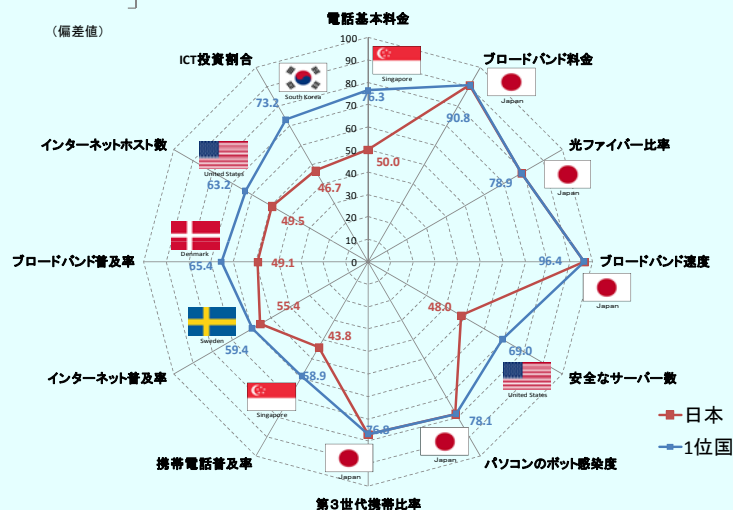 電話基本料金
（偏差値）
ICT投資割合
ブロードバンド料金
100
90
80
70
60
50
40
30
20
10
0
Singapore
South Korea
Japan
76.3
73.2
90.8
インターネットホスト数
光ファイバー比率
United States
50.0
46.7
78.9
63.2
Japan
49.5
ブロードバンド普及率
Denmark
65.4
49.1
96.4
ブロードバンド速度
Japan
55.4
48.0
Sweden
59.4
43.8
69.0
インターネット普及率
58.9
United States
安全なサーバー数
Singapore
76.8
78.1
日本
Japan
Japan
1位国
携帯電話普及率
パソコンのボット感染度
第３世代携帯比率